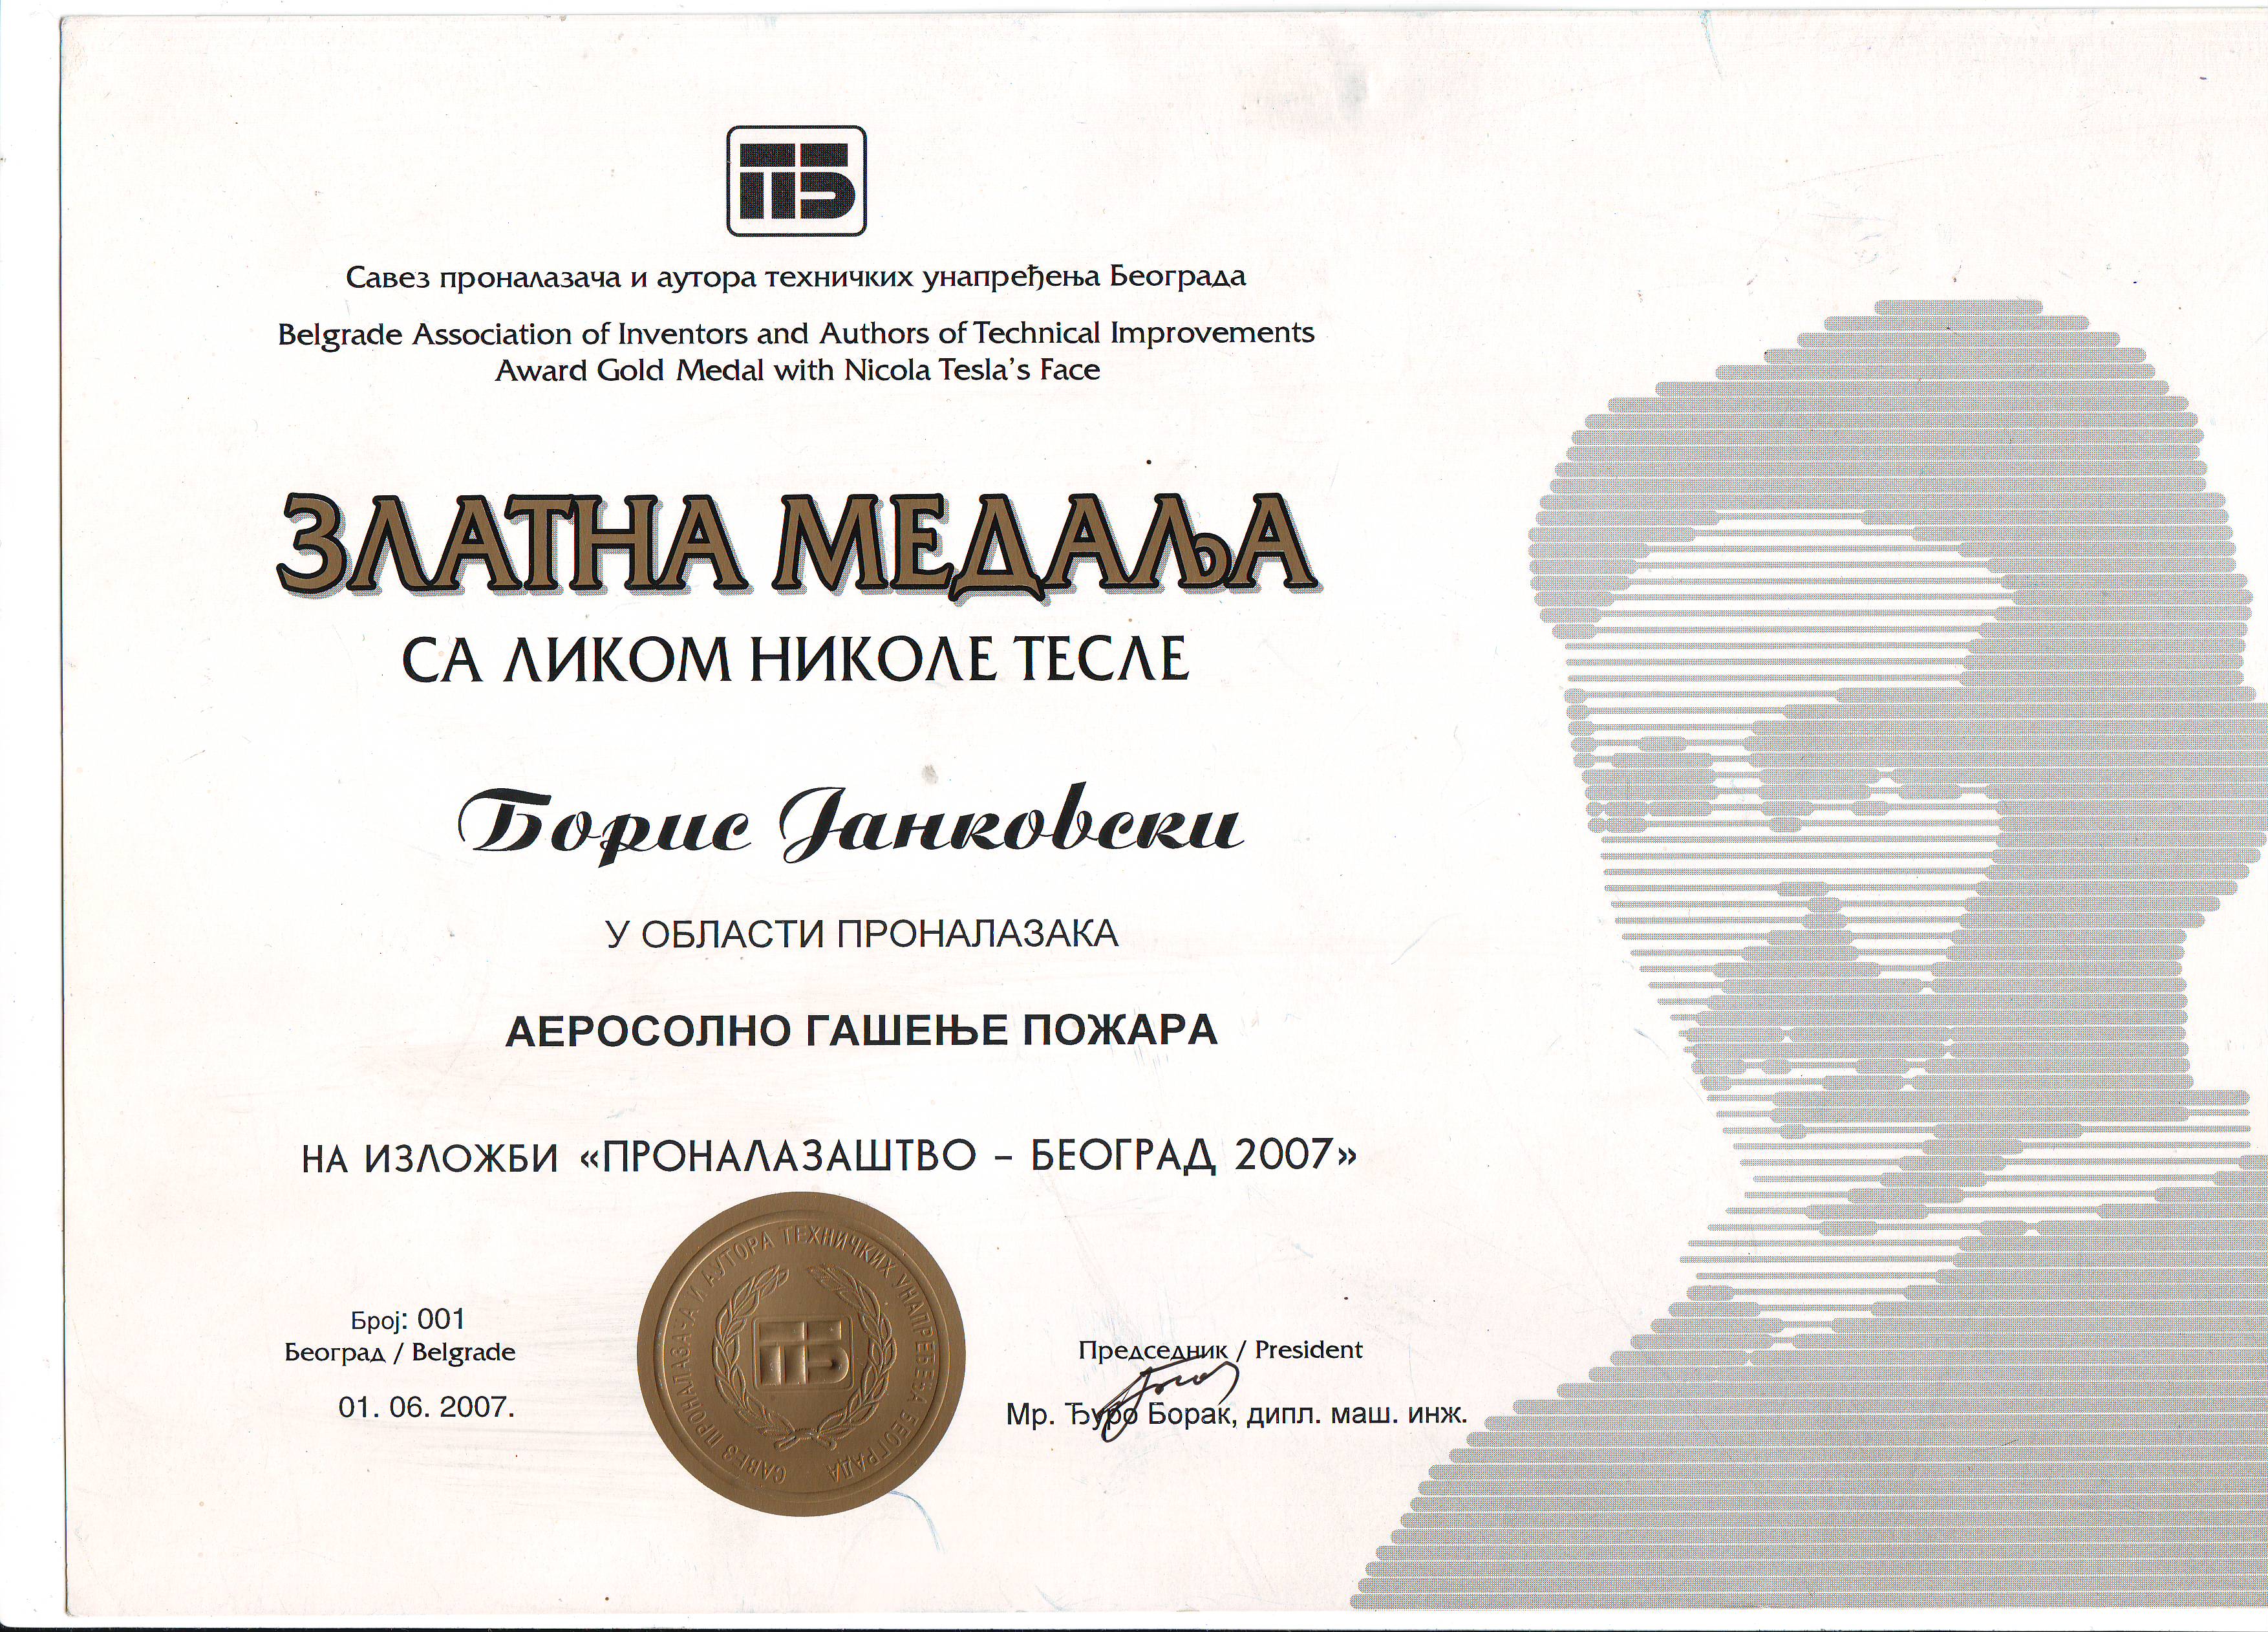 ПБ
Савез проналазача и аутора техничких унапређења Београда
Belgrade Association of Inventors and Authors of Technical Improvements
Award Gold Medal with Nicola Tesla's Face
ЗЛАТНА МЕДАЉА
СА ЛИКОМ НИКОЛЕ ТЕСЛЕ
Борис Јанковски
У ОБЛАСТИ ПРОНАЛАЗАКА
АЕРОСОЛНО ГАШЕЊЕ ПОЖАРА
НА ИЗЛОЖБИ «ПРОНАЛАЗАШТВО – БЕОГРАД 2007»
САВЕЗ ПРОНАЛАЗАЧА И АУТОРА ТЕХНИЧКИХ УНАПРЕЂЕЊА БЕОГРАДА
ПБ
Број: 001
Београд / Belgrade
01. 06. 2007.
Председник / President
Мр. Ђуро Борак, дипл. маш. инж.